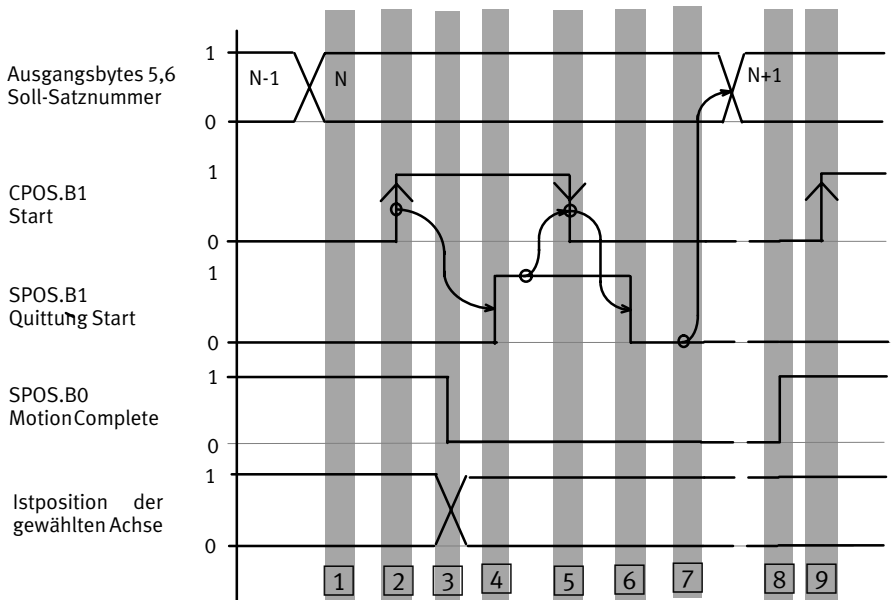 1
Ausgangsbytes 5,6
Soll-Satznummer
N-1
N
N+1
0
1
CPOS.B1
Start
0
1
SPOS.B1
Quittung Start
0
1
SPOS.B0
MotionComplete
0
1
Istposition der
gewählten Achse
0
1 2 3 4 5 6 7 8 9